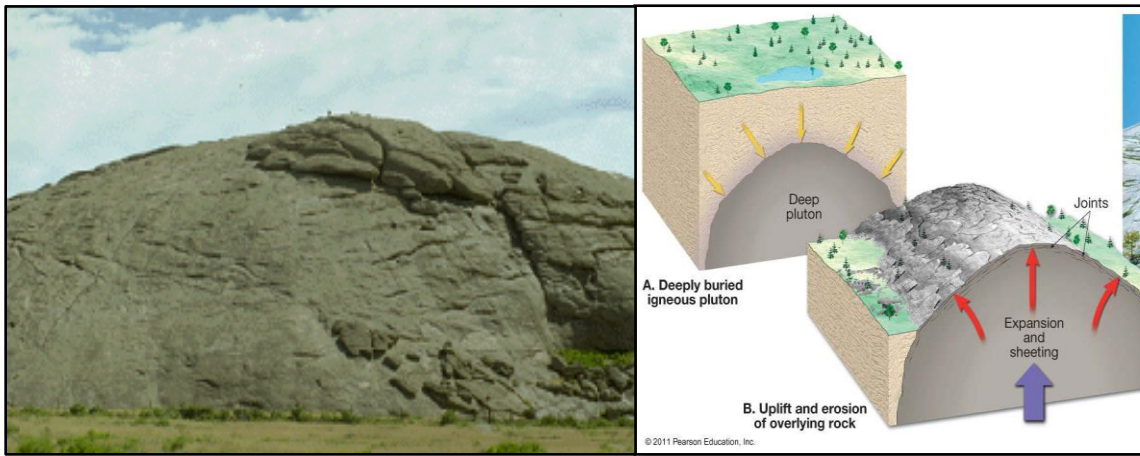 Deep
pluton
Joints
A. Deeply buried
igneous pluton
Expansion
and
sheeting
B. Uplift and erosion
of overlying rock
© 2011 Pearson Education, Inc.